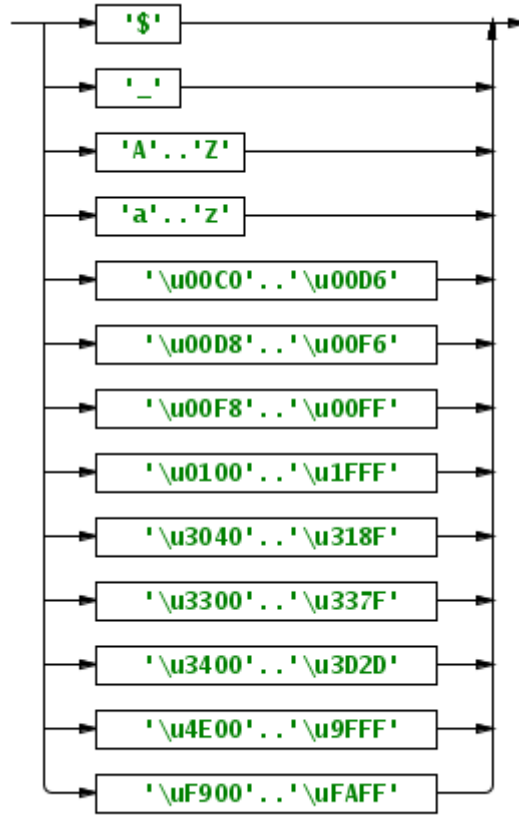 '$'
'_'
'A'..'Z'
'a'..'z'
'\u00C0'..'\u00D6'
'\u00D8'..'\u00F6'
'\u00F8'..'\u00FF'
'\u0100'..'\u1FFF'
'\u3040'..'\u318F'
'\u3300'..'\u337F'
'\u3400'..'\u3D2D'
'\u4E00'..'\u9FFF'
'\uF900'..'\uFAFF'